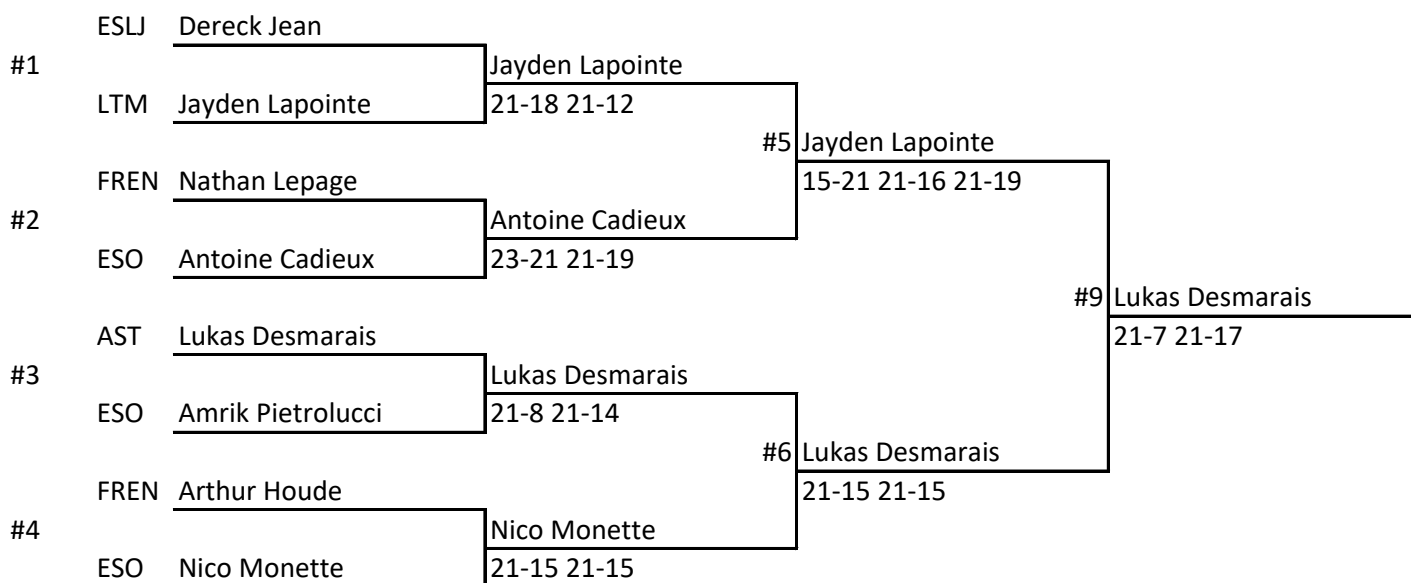 ESLJ Dereck Jean
#1 Jayden Lapointe
LTM Jayden Lapointe 21-18 21-12
#5 Jayden Lapointe
FREN Nathan Lepage 15-21 21-16 21-19
#2 Antoine Cadieux
ESO Antoine Cadieux 23-21 21-19
#9 Lukas Desmarais
AST Lukas Desmarais 21-7 21-17
#3 Lukas Desmarais
ESO Amrik Pietrolucci 21-8 21-14
#6 Lukas Desmarais
FREN Arthur Houde 21-15 21-15
#4 Nico Monette
ESO Nico Monette 21-15 21-15